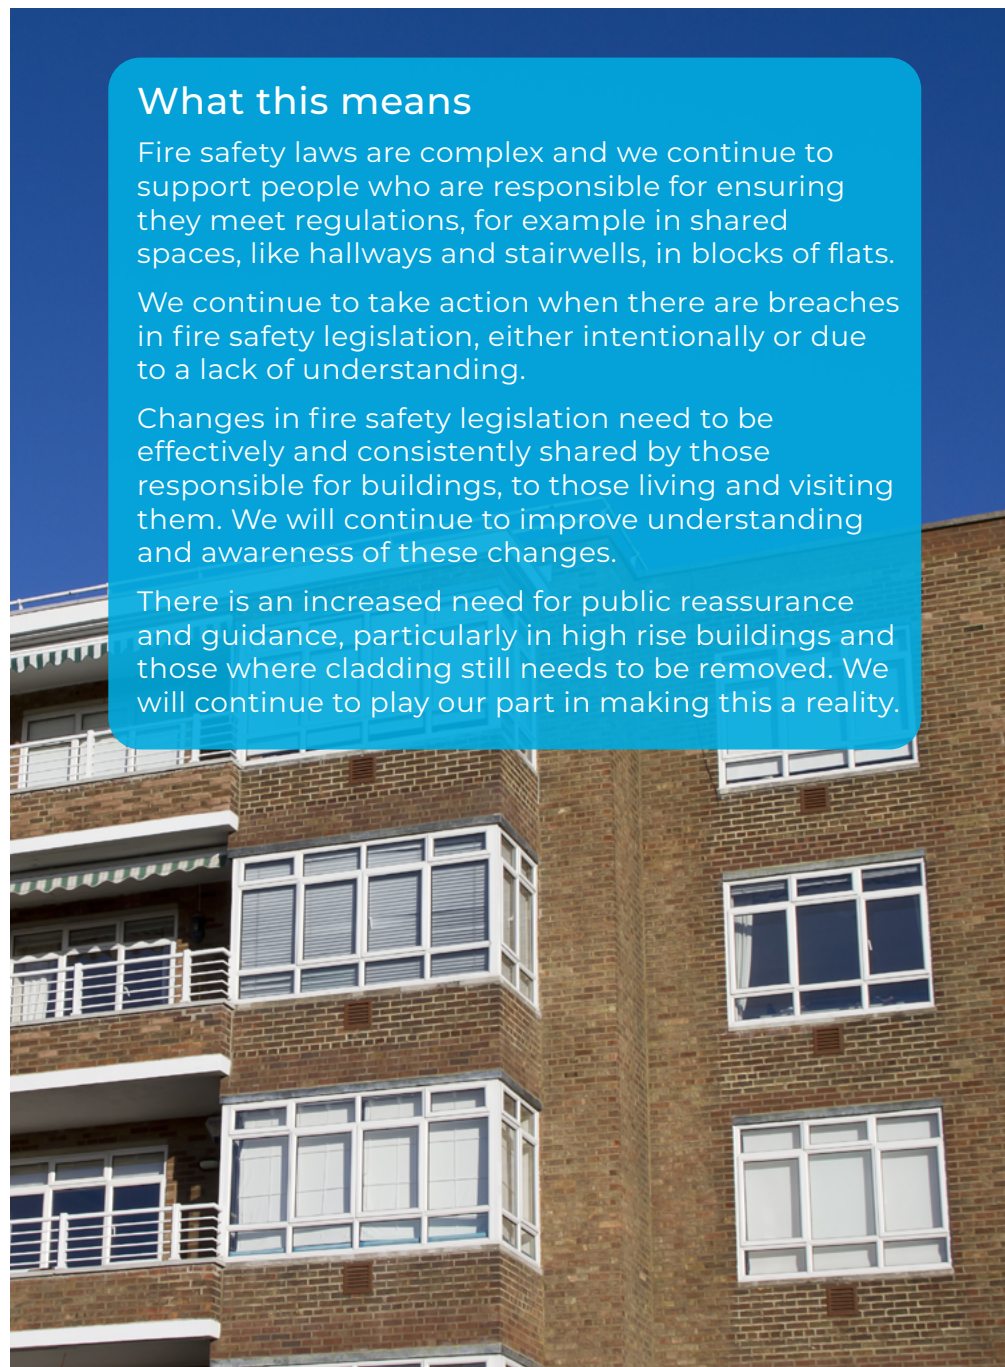 What this means
Fire safety laws are complex and we continue to
support people who are responsible for ensuring
they meet regulations, for example in shared
spaces, like hallways and stairwells, in blocks of flats.
We continue to take action when there are breaches
in fire safety legislation, either intentionally or due
to a lack of understanding.
Changes in fire safety legislation need to be
effectively and consistently shared by those
responsible for buildings, to those living and visiting
them. We will continue to improve understanding
and awareness of these changes.
There is an increased need for public reassurance
and guidance, particularly in high rise buildings and
those where cladding still needs to be removed. We
will continue to play our part in making this a reality.